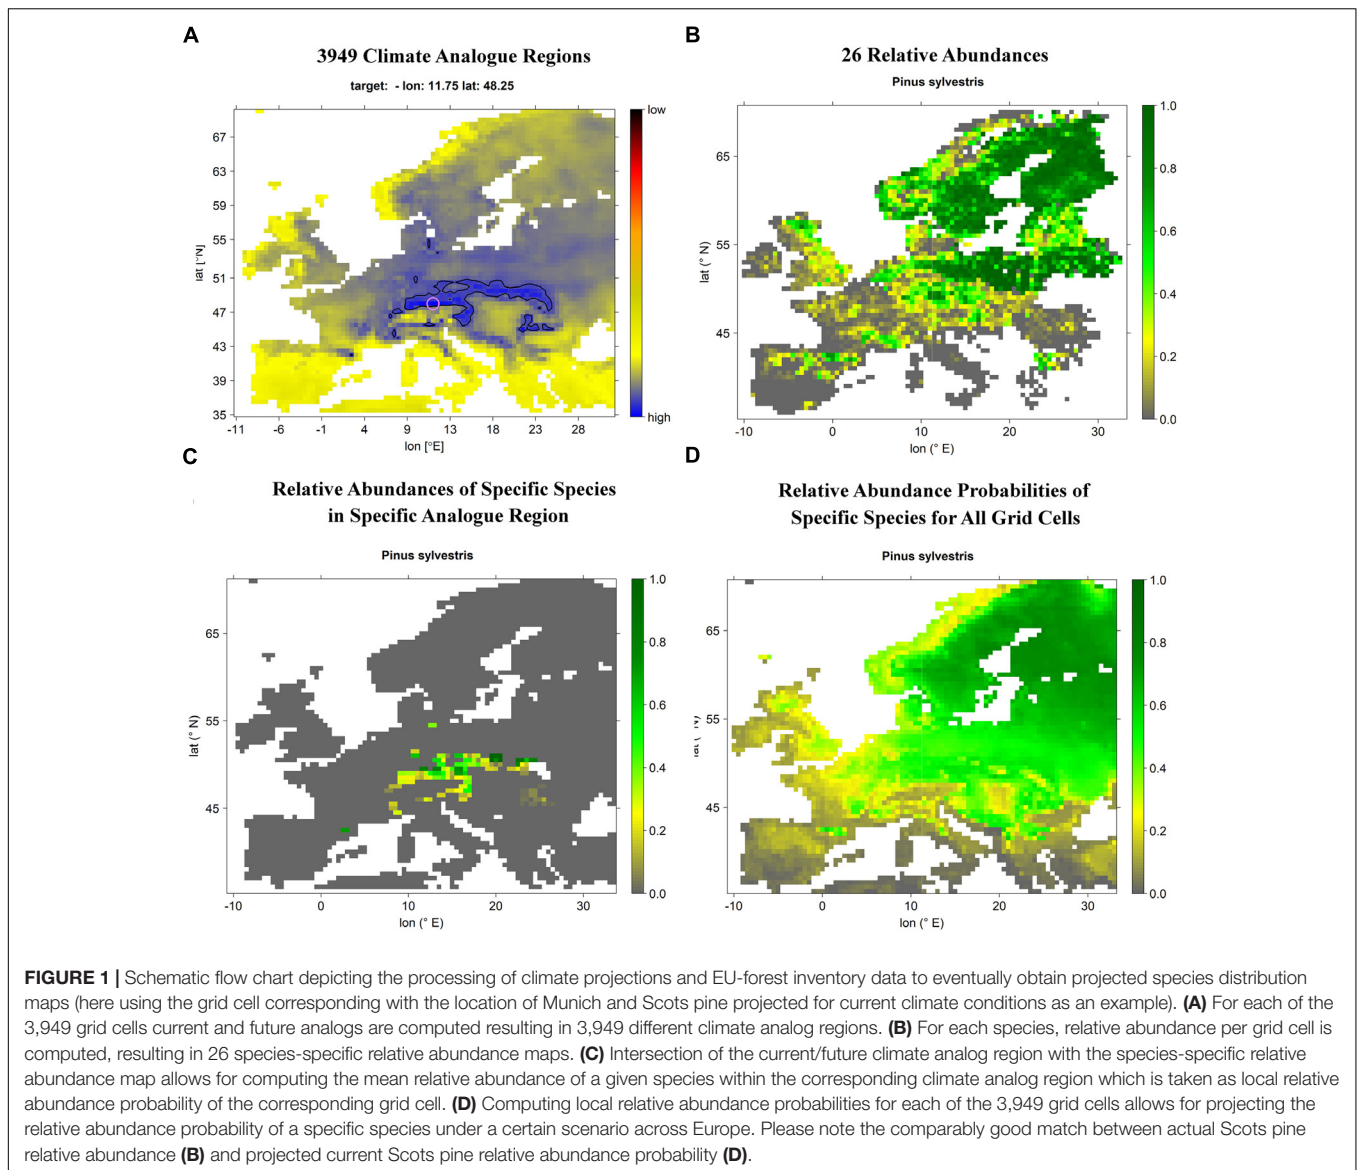 A
3949 Climate Analogue Regions
target: - lon: 11.75 lat: 48.25
67
63
59
55
51
47
43
39
35
lat [°N]
-11 -6 -1 4 9 13 18 23 28
lon [°E]
low
high
B
26 Relative Abundances
Pinus sylvestris
65
55
45
lat (° N)
-10 0 10 20 30
lon (° E)
1.0
0.8
0.6
0.4
0.2
0.0
C
Relative Abundances of Specific Species
in Specific Analogue Region
Pinus sylvestris
65
55
45
lat (° N)
-10 0 10 20 30
lon (° E)
1.0
0.8
0.6
0.4
0.2
0.0
D
Relative Abundance Probabilities of
Specific Species for All Grid Cells
Pinus sylvestris
65
55
45
-10 0 10 20 30
lon (° E)
1.0
0.8
0.6
0.4
0.2
0.0
FIGURE 1 | Schematic flow chart depicting the processing of climate projections and EU-forest inventory data to eventually obtain projected species distribution
maps (here using the grid cell corresponding with the location of Munich and Scots pine projected for current climate conditions as an example). (A) For each of the
3,949 grid cells current and future analogs are computed resulting in 3,949 different climate analog regions. (B) For each species, relative abundance per grid cell is
computed, resulting in 26 species-specific relative abundance maps. (C) Intersection of the current/future climate analog region with the species-specific relative
abundance map allows for computing the mean relative abundance of a given species within the corresponding climate analog region which is taken as local relative
abundance probability of the corresponding grid cell. (D) Computing local relative abundance probabilities for each of the 3,949 grid cells allows for projecting the
relative abundance probability of a specific species under a certain scenario across Europe. Please note the comparably good match between actual Scots pine
relative abundance (B) and projected current Scots pine relative abundance probability (D).